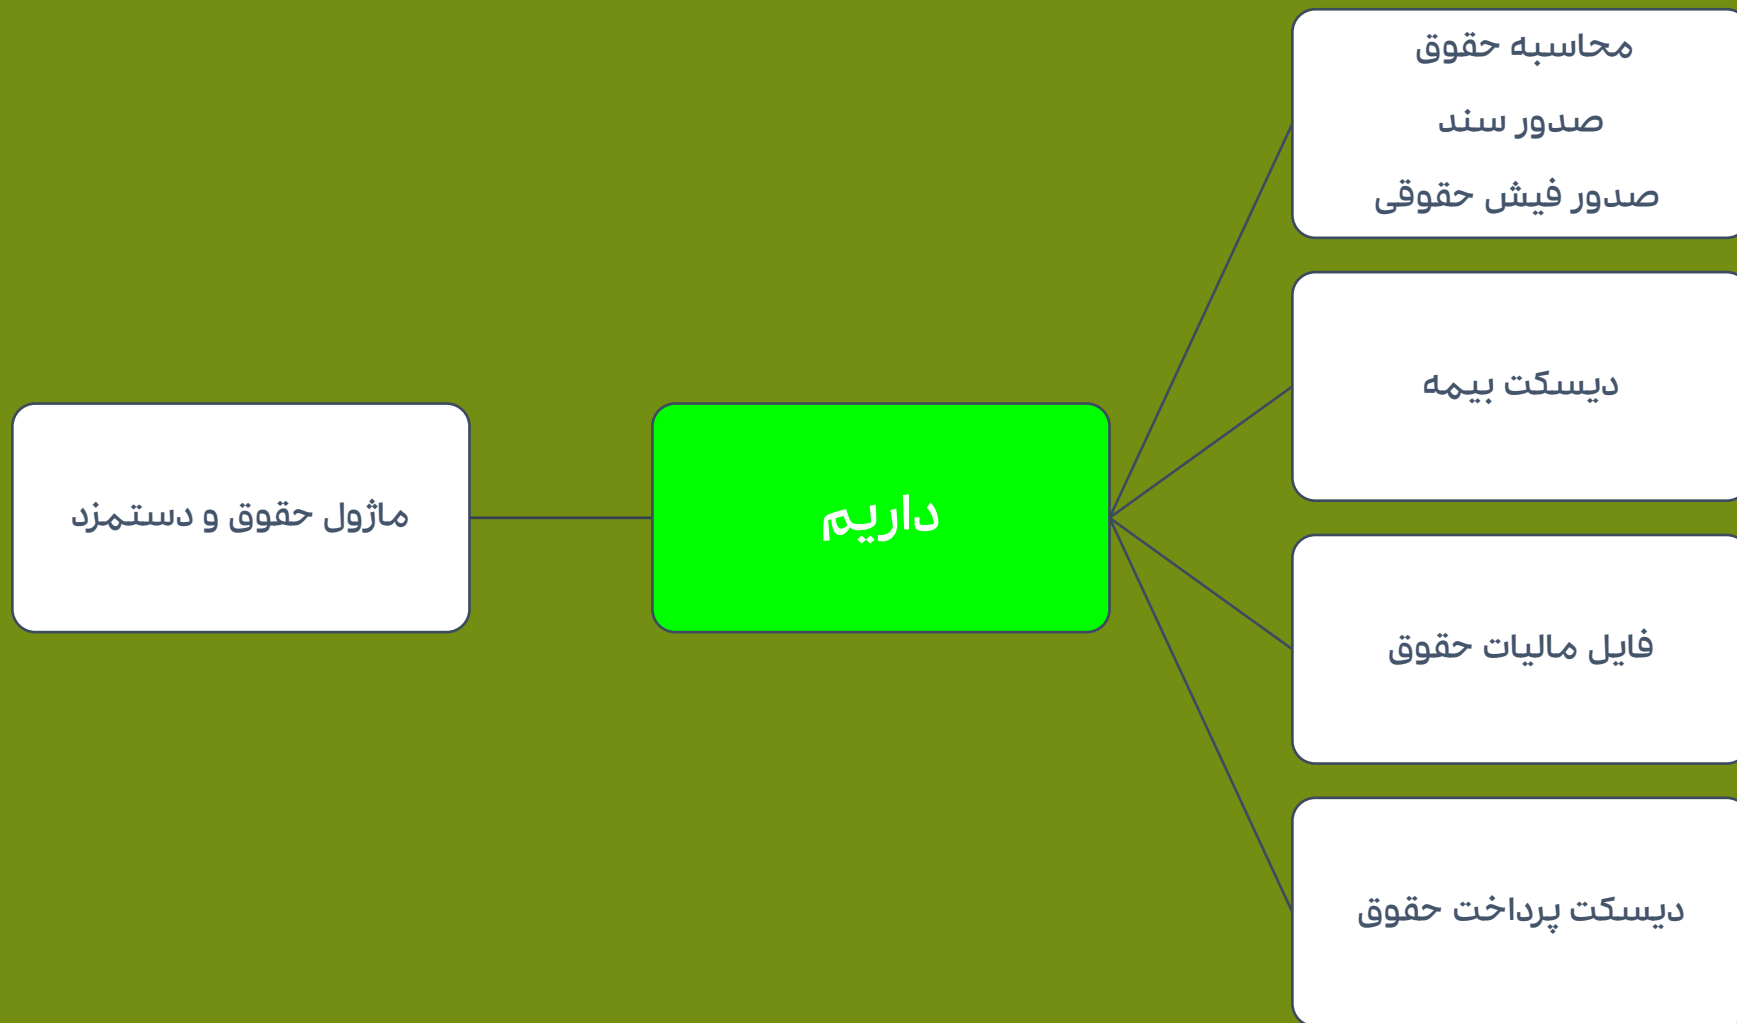 محاسبه حقوق
صدور سند
صدور فیش حقوقی
دیسکت بیمه
داریم
ماژول حقوق و دستمزد
فایل مالیات حقوق
دیسکت پرداخت حقوق